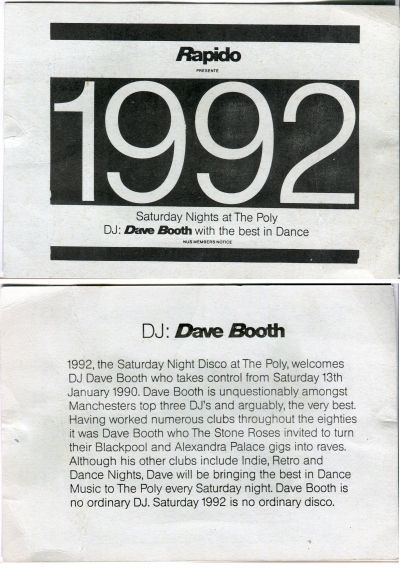 Rapido
PRESENTE
1992
Saturday Nights at The Poly
DJ: Dave Booth with the best in Dance
NUS MEMBERS NOTICE
DJ: Dave Booth
1992, the Saturday Night Disco at The Poly, welcomes
DJ Dave Booth who takes control from Saturday 13th
January 1990. Dave Booth is unquestionably amongst
Manchesters top three DJ's and arguably, the very best.
Having worked numerous clubs throughout the eighties
it was Dave Booth who The Stone Roses invited to turn
their Blackpool and Alexandra Palace gigs into raves.
Although his other clubs include Indie, Retro and
Dance Nights, Dave will be bringing the best in Dance
Music to The Poly every Saturday night. Dave Booth is
no ordinary DJ. Saturday 1992 is no ordinary disco.